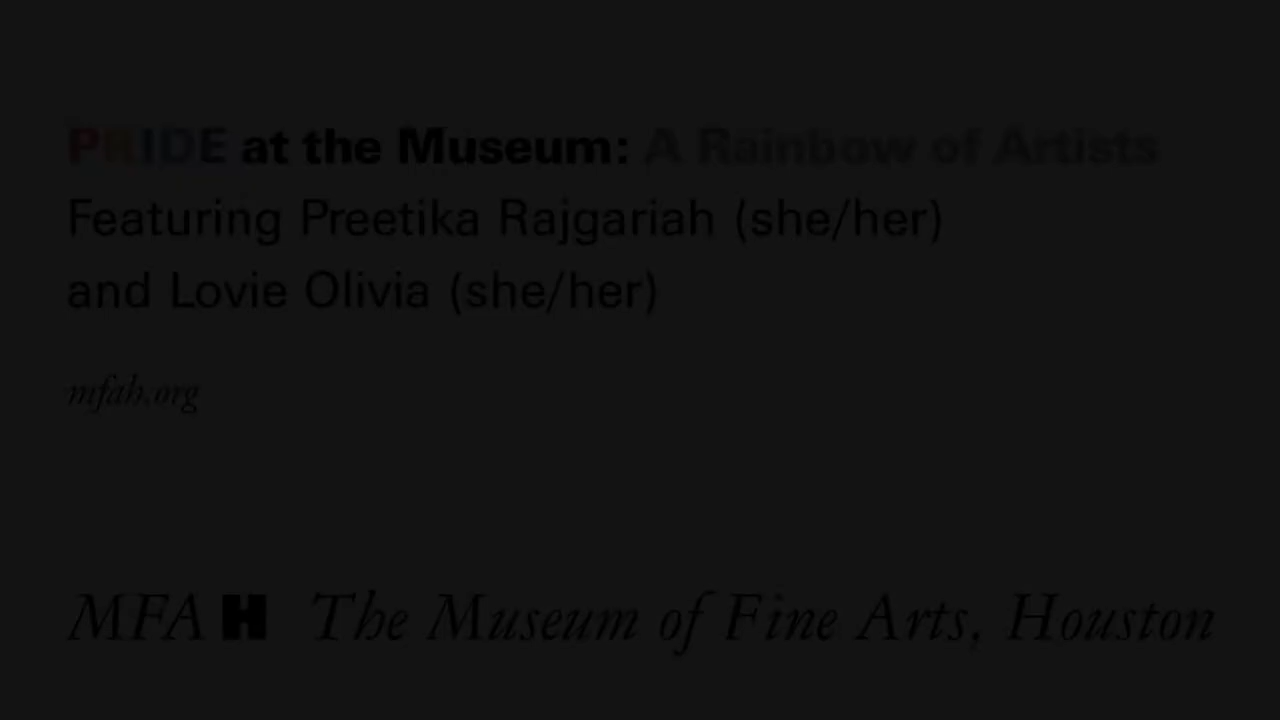 PRIDE at the Museum: A Rainbow of Artists
Featuring Preetika Rajgariah (she/her)
and Lovie Olivia (she/her)
mfah.org
MFAH The Museum of Fine Arts, Houston